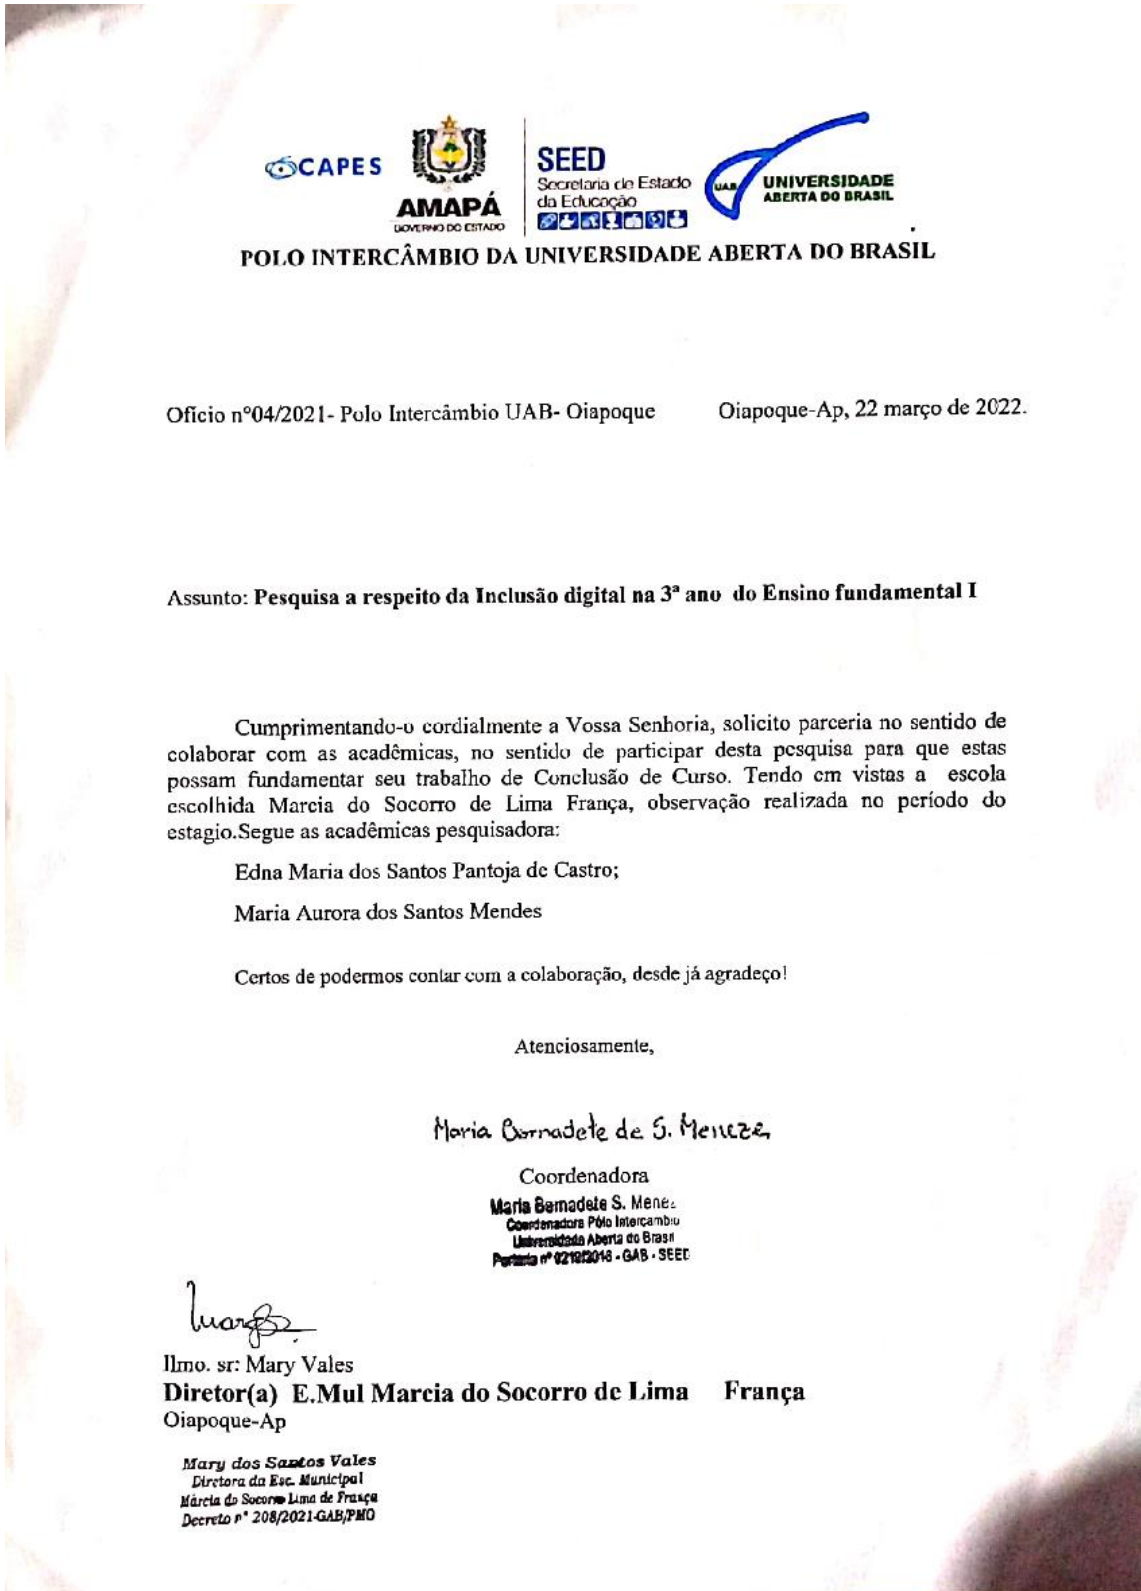 CAPES
AMAPÁ
GOVERNO DO ESTADO
SEED
Secretaria de Estado
da Educação
UAB
UNIVERSIDADE
ABERTA DO BRASIL
POLO INTERCÂMBIO DA UNIVERSIDADE ABERTA DO BRASIL
Ofício nº04/2021- Polo Intercâmbio UAB- Oiapoque Oiapoque-Ap, 22 março de 2022.
Assunto: Pesquisa a respeito da Inclusão digital na 3ª ano do Ensino fundamental I
Cumprimentando-o cordialmente a Vossa Senhoria, solicito parceria no sentido de
colaborar com as acadêmicas, no sentido de participar desta pesquisa para que estas
possam fundamentar seu trabalho de Conclusão de Curso. Tendo em vistas a escola
escolhida Marcia do Socorro de Lima França, observação realizada no período do
estagio.Segue as acadêmicas pesquisadora:
Edna Maria dos Santos Pantoja de Castro;
Maria Aurora dos Santos Mendes
Certos de podermos contar com a colaboração, desde já agradeço!
Atenciosamente,
Maria Bernadete de S. Menezes
Coordenadora
Maria Bernadete S. Mene
Coordenadora Pólo Intercambio
Universidade Aberta do Brasil
Portaria nº - GAB - SEED
Ilmo. sr: Mary Vales
Diretor(a) E.Mul Marcia do Socorro de Lima França
Oiapoque-Ap
Mary dos Santos Vales
Diretora da Esc. Municipal
Márcia do Socorro Lima de França
Decreto nº 208/2021-GAB/PMO